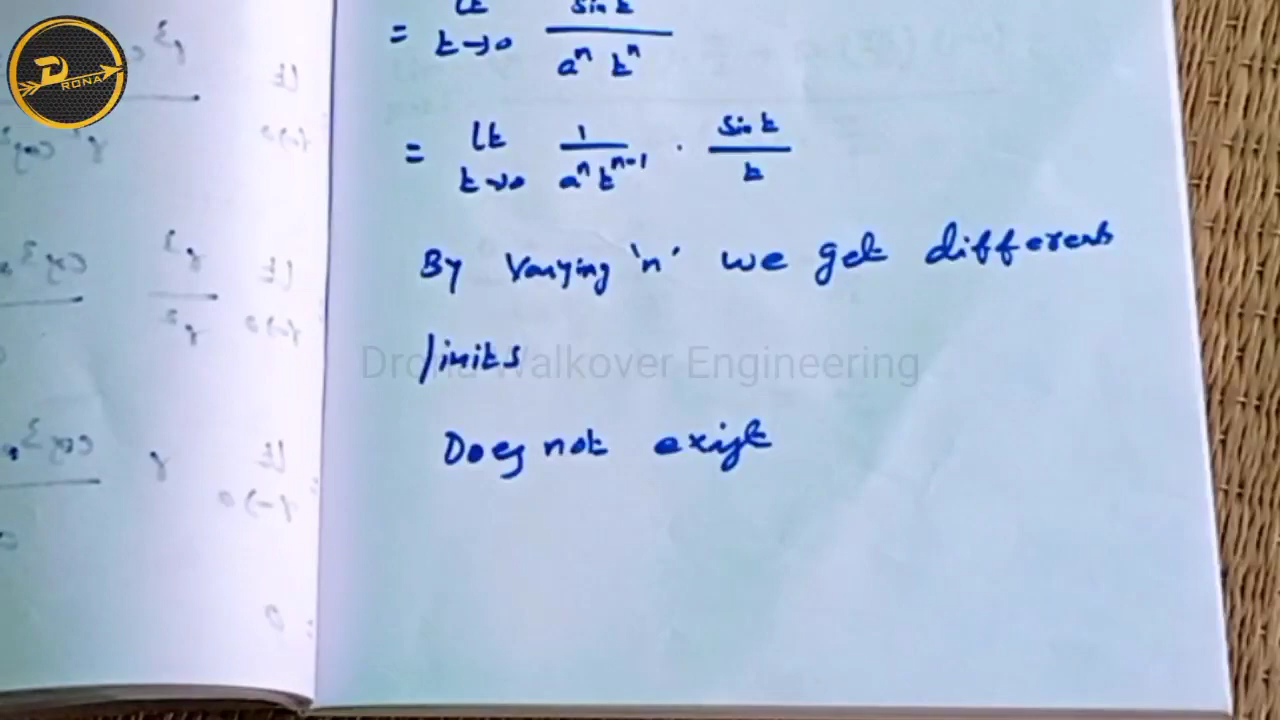 DRONA
= Lt t→0 sin t / aⁿ tⁿ
= Lt t→0 1 / aⁿ tⁿ⁻¹ · sin t / t
By Varying 'n' we get different
limits
Drona Walkover Engineering
Does not exist